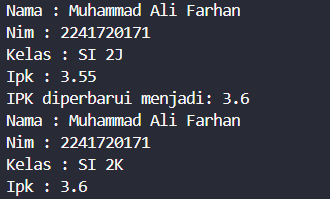 Nama : Muhammad Ali Farhan
Nim : 2241720171
Kelas : SI 2J
Ipk : 3.55
IPK diperbarui menjadi: 3.6
Nama : Muhammad Ali Farhan
Nim : 2241720171
Kelas : SI 2K
Ipk : 3.6